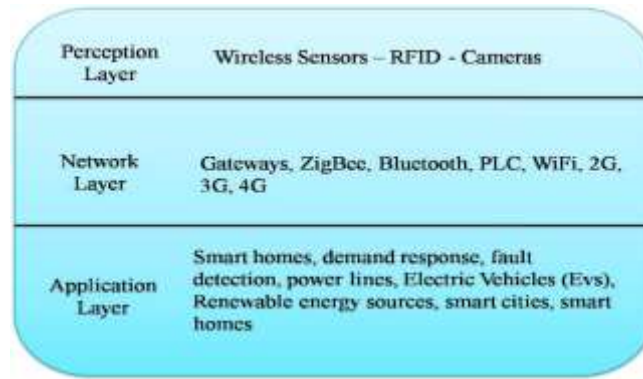 Perception
Layer
Wireless Sensors – RFID - Cameras
Network
Layer
Gateways, ZigBee, Bluetooth, PLC, WiFi, 2G,
3G, 4G
Application
Layer
Smart homes, demand response, fault
detection, power lines, Electric Vehicles (Evs),
Renewable energy sources, smart cities, smart
homes